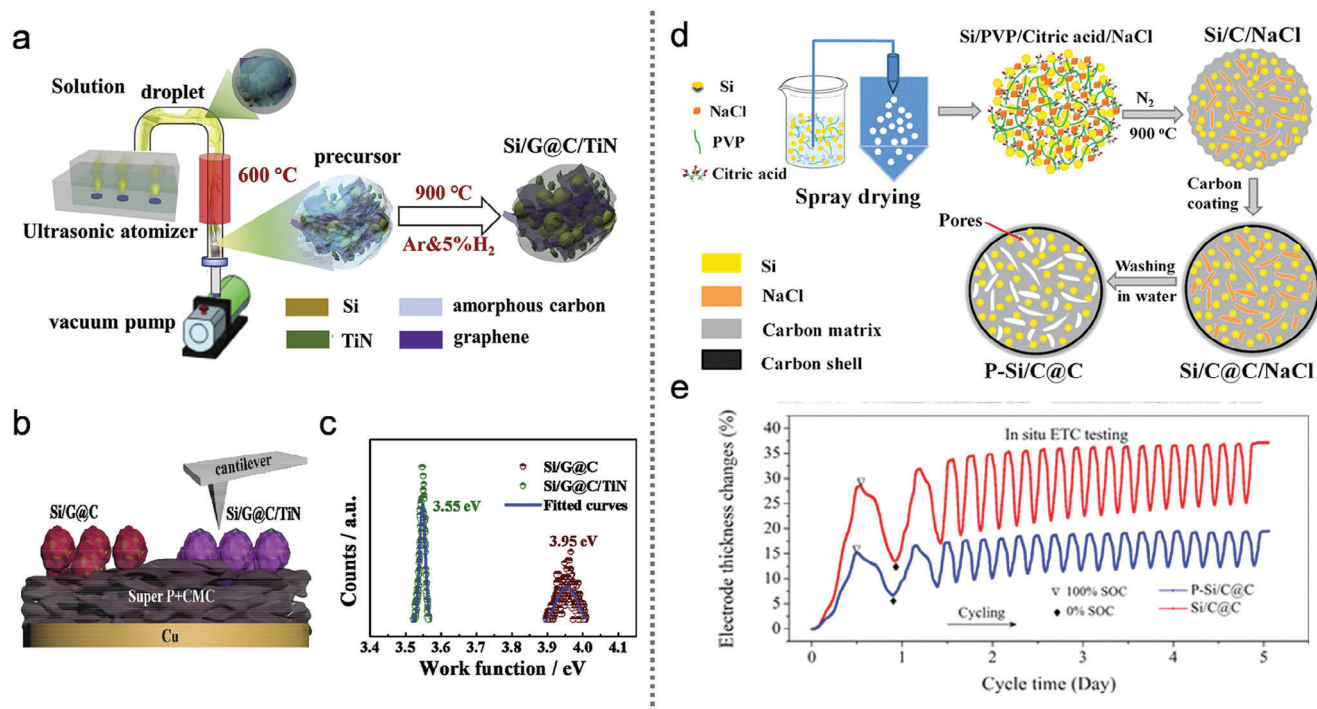 a
Solution
droplet
600 °C
precursor
Si/G@C/TiN
900 °C
Ar&5%H₂
Ultrasonic atomizer
vacuum pump
Si
amorphous carbon
TiN
graphene
b
Si/G@C
cantilever
Si/G@C/TiN
Super P+CMC
Cu
c
Counts / a.u.
Si/G@C
Si/G@C/TiN
Fitted curves
3.55 eV
3.95 eV
3.4 3.5 3.6 3.7 3.8 3.9 4.0 4.1
Work function / eV
d
Si
NaCl
PVP
Citric acid
Spray drying
Si/PVP/Citric acid/NaCl
N₂
900 °C
Si/C/NaCl
Carbon
coating
Pores
Washing
in water
Si
NaCl
Carbon matrix
Carbon shell
P-Si/C@C
Si/C@C/NaCl
e
Electrode thickness changes (%)
40
35
30
25
20
15
10
5
0
In situ ETC testing
Cycling
100% SOC
0% SOC
P-Si/C@C
Si/C@C
0 1 2 3 4 5
Cycle time (Day)